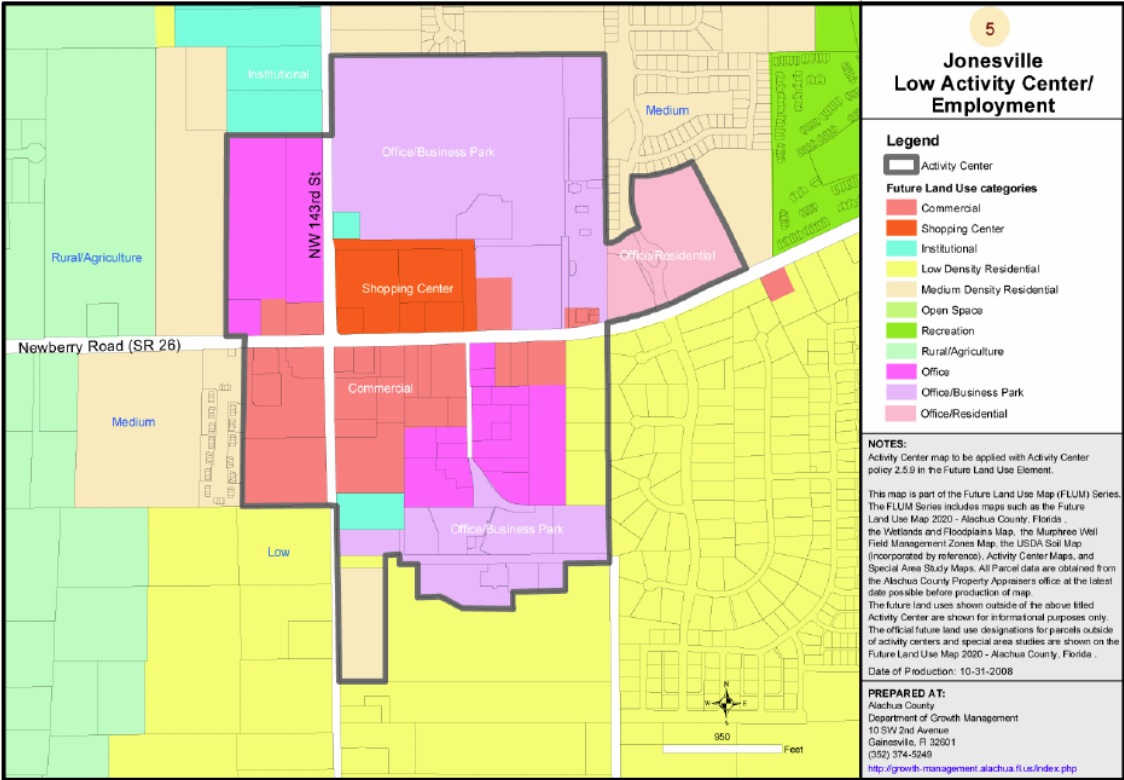 Institutional
Medium
Office/Business Park
NW 143rd St
Rural/Agriculture
Office/Residential
Shopping Center
Newberry Road (SR 26)
Commercial
Medium
Office/Business Park
Low
N
W E
S
950
Feet
5
Jonesville
Low Activity Center/
Employment
Legend
Activity Center
Future Land Use categories
Commercial
Shopping Center
Institutional
Low Density Residential
Medium Density Residential
Open Space
Recreation
Rural/Agriculture
Office
Office/Business Park
Office/Residential
NOTES:
Activity Center map to be applied with Activity Center
policy 2.5.9 in the Future Land Use Element.
This map is part of the Future Land Use Map (FLUM) Series.
The FLUM Series includes maps such as the Future
Land Use Map 2020 - Alachua County, Florida ,
the Wetlands and Floodplains Map, the Murphree Well
Field Management Zones Map, the USDA Soil Map
(incorporated by reference), Activity Center Maps, and
Special Area Study Maps. All Parcel data are obtained from
the Alachua County Property Appraisers office at the latest
date possible before production of map.
The future land uses shown outside of the above titled
Activity Center are shown for informational purposes only.
The official future land use designations for parcels outside
of activity centers and special area studies are shown on the
Future Land Use Map 2020 - Alachua County, Florida .
Date of Production: 10-31-2008
PREPARED AT:
Alachua County
Department of Growth Management
10 SW 2nd Avenue
Gainesville, Fl 32601
(352) 374-5249
http://growth-management.alachua.fl.us/index.php